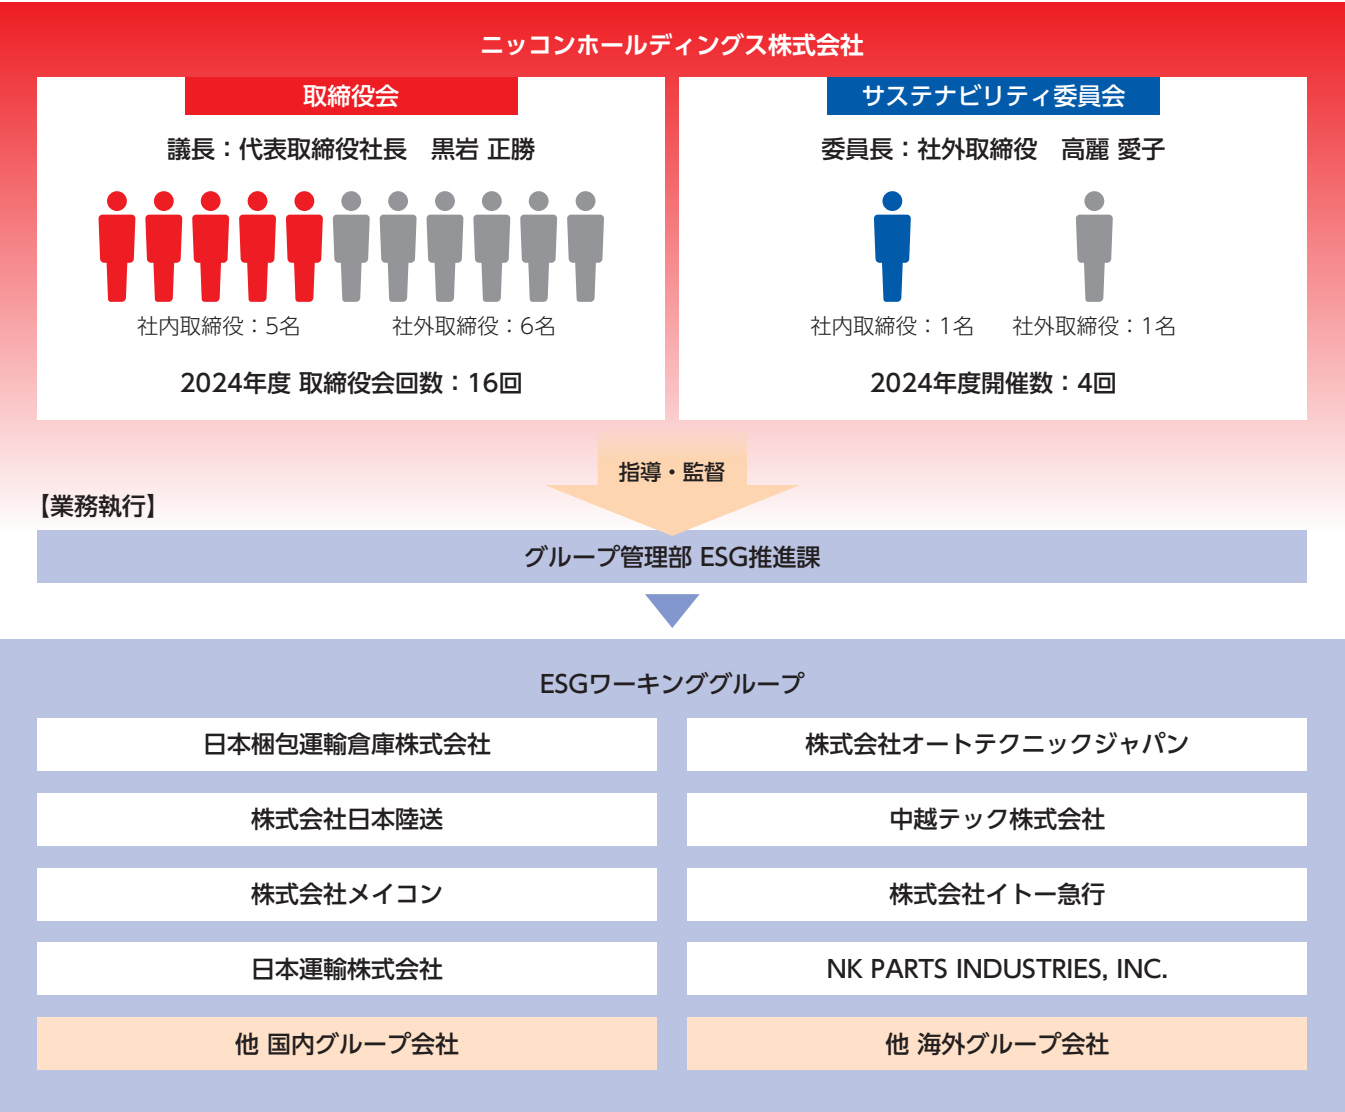 ニッコンホールディングス株式会社
取締役会
議長：代表取締役社長　黒岩 正勝
社内取締役：5名
社外取締役：6名
2024年度 取締役会回数：16回
サステナビリティ委員会
委員長：社外取締役　高麗 愛子
社内取締役：1名
社外取締役：1名
2024年度開催数：4回
指導・監督
【業務執行】
グループ管理部 ESG推進課
ESGワーキンググループ
日本梱包運輸倉庫株式会社
株式会社オートテクニックジャパン
株式会社日本陸送
中越テック株式会社
株式会社メイコン
株式会社イトー急行
日本運輸株式会社
NK PARTS INDUSTRIES, INC.
他 国内グループ会社
他 海外グループ会社